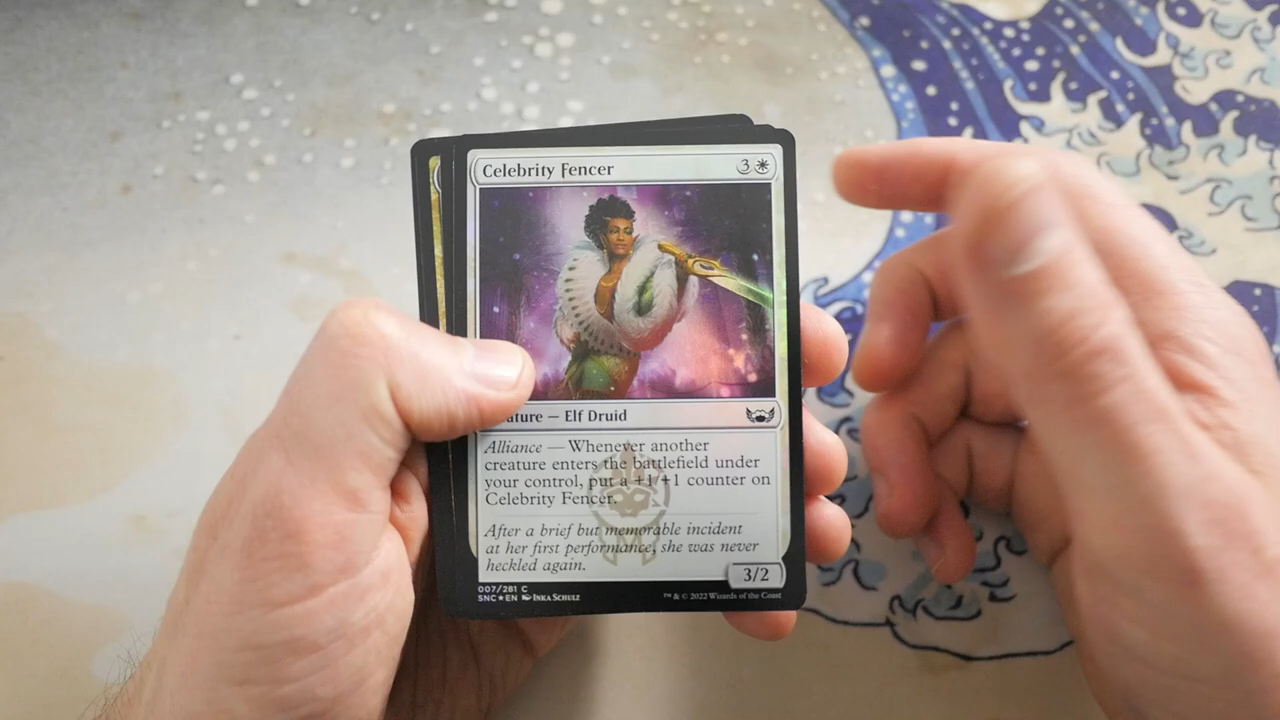 Celebrity Fencer 3
ature — Elf Druid
Alliance — Whenever another
creature enters the battlefield under
your control, put a +1/+1 counter on
Celebrity Fencer.
After a brief but memorable incident
at her first performance, she was never
heckled again.
3/2
007/281 C
SNC★EN Inka Schulz
™ & © 2022 Wizards of the Coast